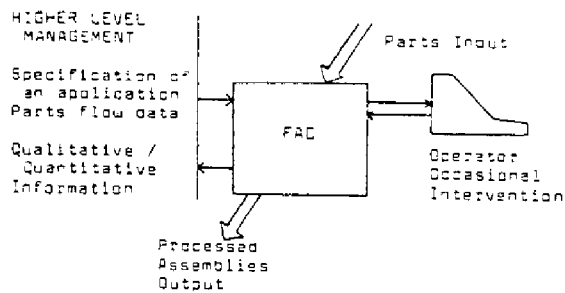 HIGHER LEVEL
MANAGEMENT
Parts Input
Specification of
an application
Parts flow data
FAC
Qualitative /
Quantitative
Information
Operator
Occasional
Intervention
Processed
Assemblies
Output